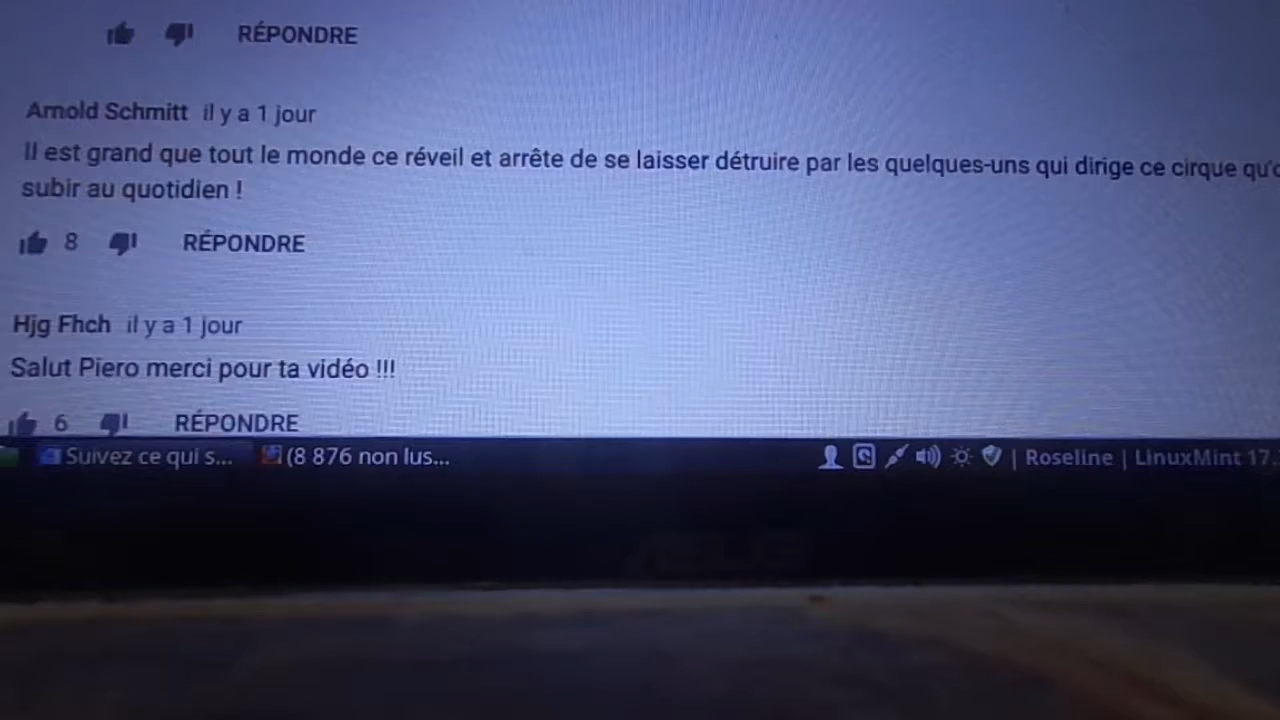 RÉPONDRE
Arnold Schmitt il y a 1 jour
Il est grand que tout le monde ce réveil et arrête de se laisser détruire par les quelques-uns qui dirige ce cirque
subir au quotidien !
8 RÉPONDRE
Hjg Fhch il y a 1 jour
Salut Piero merci pour ta vidéo !!!
6 RÉPONDRE
Suivez ce qui s... (8 876 non lus... | Roseline | LinuxMint 17.
ASUS